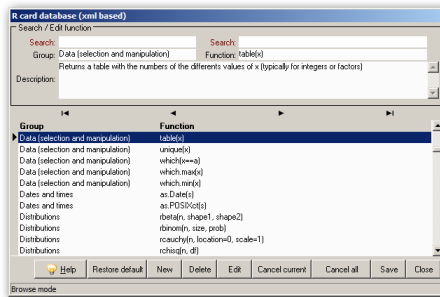 R card database (xml based)
Search / Edit function
Search: Search:
Group: Data (selection and manipulation) Function: table(x)
Description: Returns a table with the numbers of the differents values of x (typically for integers or factors)
Group Function
Data (selection and manipulation) table(x)
Data (selection and manipulation) unique(x)
Data (selection and manipulation) which(x==a)
Data (selection and manipulation) which.max(x)
Data (selection and manipulation) which.min(x)
Dates and times as.Date(s)
Dates and times as.POSIXct(s)
Distributions rbeta(n, shape1, shape2)
Distributions rbinom(n, size, prob)
Distributions rcauchy(n, location=0, scale=1)
Distributions rchisq(n, df)
Help Restore default New Delete Edit Cancel current Cancel all Save Close
Browse mode